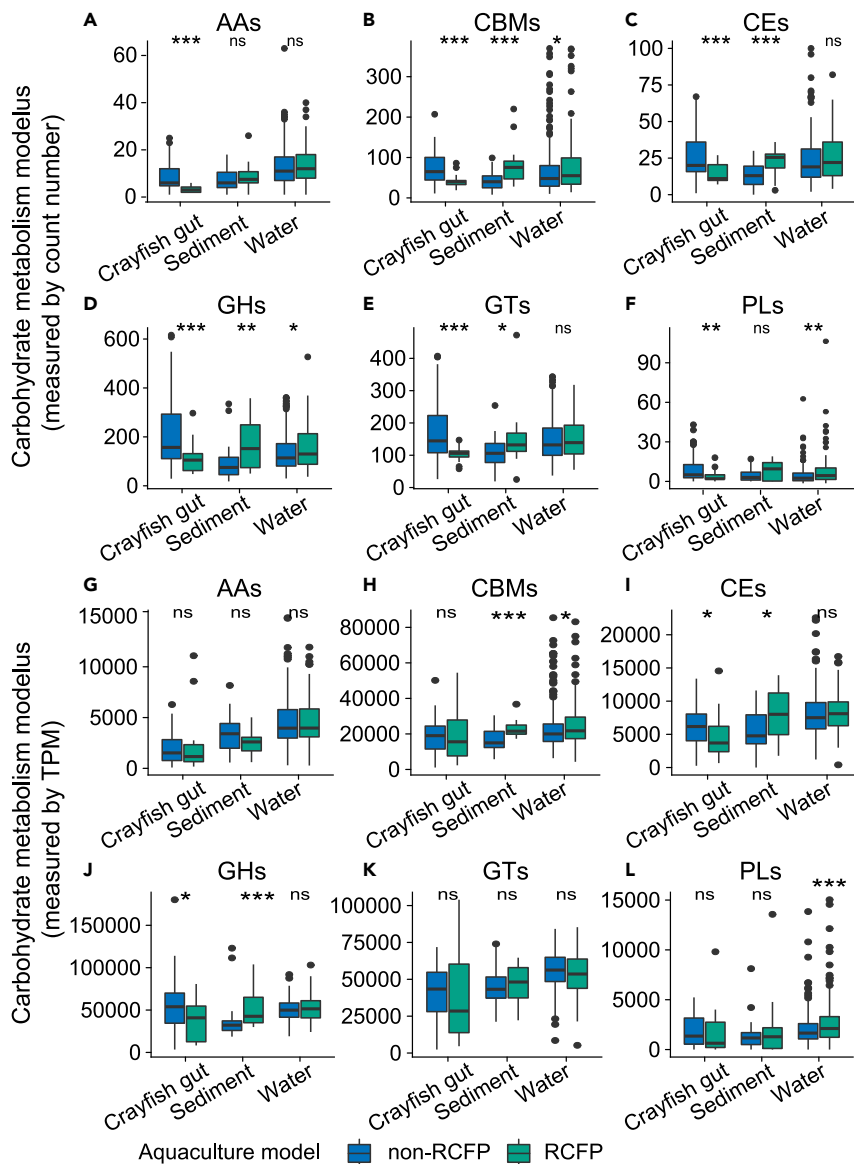 A AAs
*** ns ns
60
40
20
0
Crayfish gut
Sediment
Water
B CBMs
*** *** *
300
200
100
0
Crayfish gut
Sediment
Water
C CEs
*** *** ns
100
75
50
25
0
Crayfish gut
Sediment
Water
Carbohydrate metabolism modelus
(measured by count number)
D GHs
*** ** *
600
400
200
0
Crayfish gut
Sediment
Water
E GTs
*** * ns
400
300
200
100
0
Crayfish gut
Sediment
Water
F PLs
** ns **
90
60
30
0
Crayfish gut
Sediment
Water
G AAs
ns ns ns
15000
10000
5000
0
Crayfish gut
Sediment
Water
H CBMs
ns *** *
80000
60000
40000
20000
0
Crayfish gut
Sediment
Water
I CEs
* * ns
20000
15000
10000
5000
0
Crayfish gut
Sediment
Water
Carbohydrate metabolism modelus
(measured by TPM)
J GHs
* *** ns
150000
100000
50000
0
Crayfish gut
Sediment
Water
K GTs
ns ns ns
100000
75000
50000
25000
0
Crayfish gut
Sediment
Water
L PLs
ns ns ***
15000
10000
5000
0
Crayfish gut
Sediment
Water
Aquaculture model non-RCFP RCFP